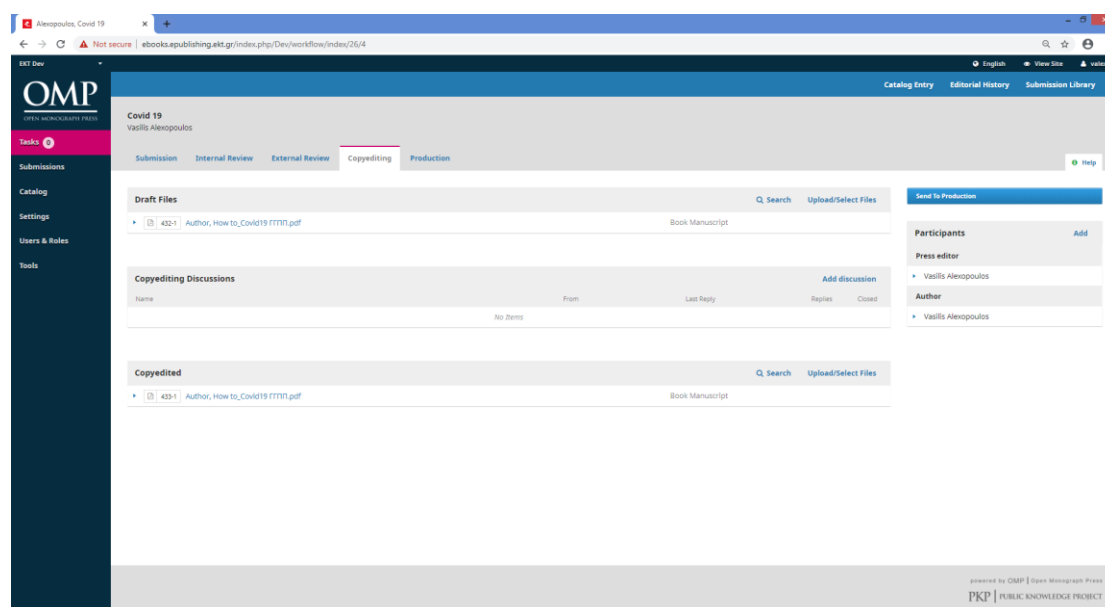 Alexopoulos, Covid 19
Not secure | ebooks.epublishing.ekt.gr/index.php/Dev/workflow/index/26/4
EKT Dev English View Site
Catalog Entry Editorial History Submission Library
OMP
OPEN MONOGRAPH PRESS
Covid 19
Vasilis Alexopoulos
Tasks 0
Submission Internal Review External Review Copyediting Production
Help
Submissions
Catalog
Settings
Users & Roles
Tools
Draft Files Search Upload/Select Files
432-1 Author, How to_Covid19 ΓΓΠΠ.pdf Book Manuscript
Copyediting Discussions Add discussion
Name From Last Reply Replies Closed
No Items
Copyedited Search Upload/Select Files
433-1 Author, How to_Covid19 ΓΓΠΠ.pdf Book Manuscript
Send To Production
Participants Add
Press editor
Vasilis Alexopoulos
Author
Vasilis Alexopoulos
powered by OMP | Open Monograph Press
PKP | PUBLIC KNOWLEDGE PROJECT